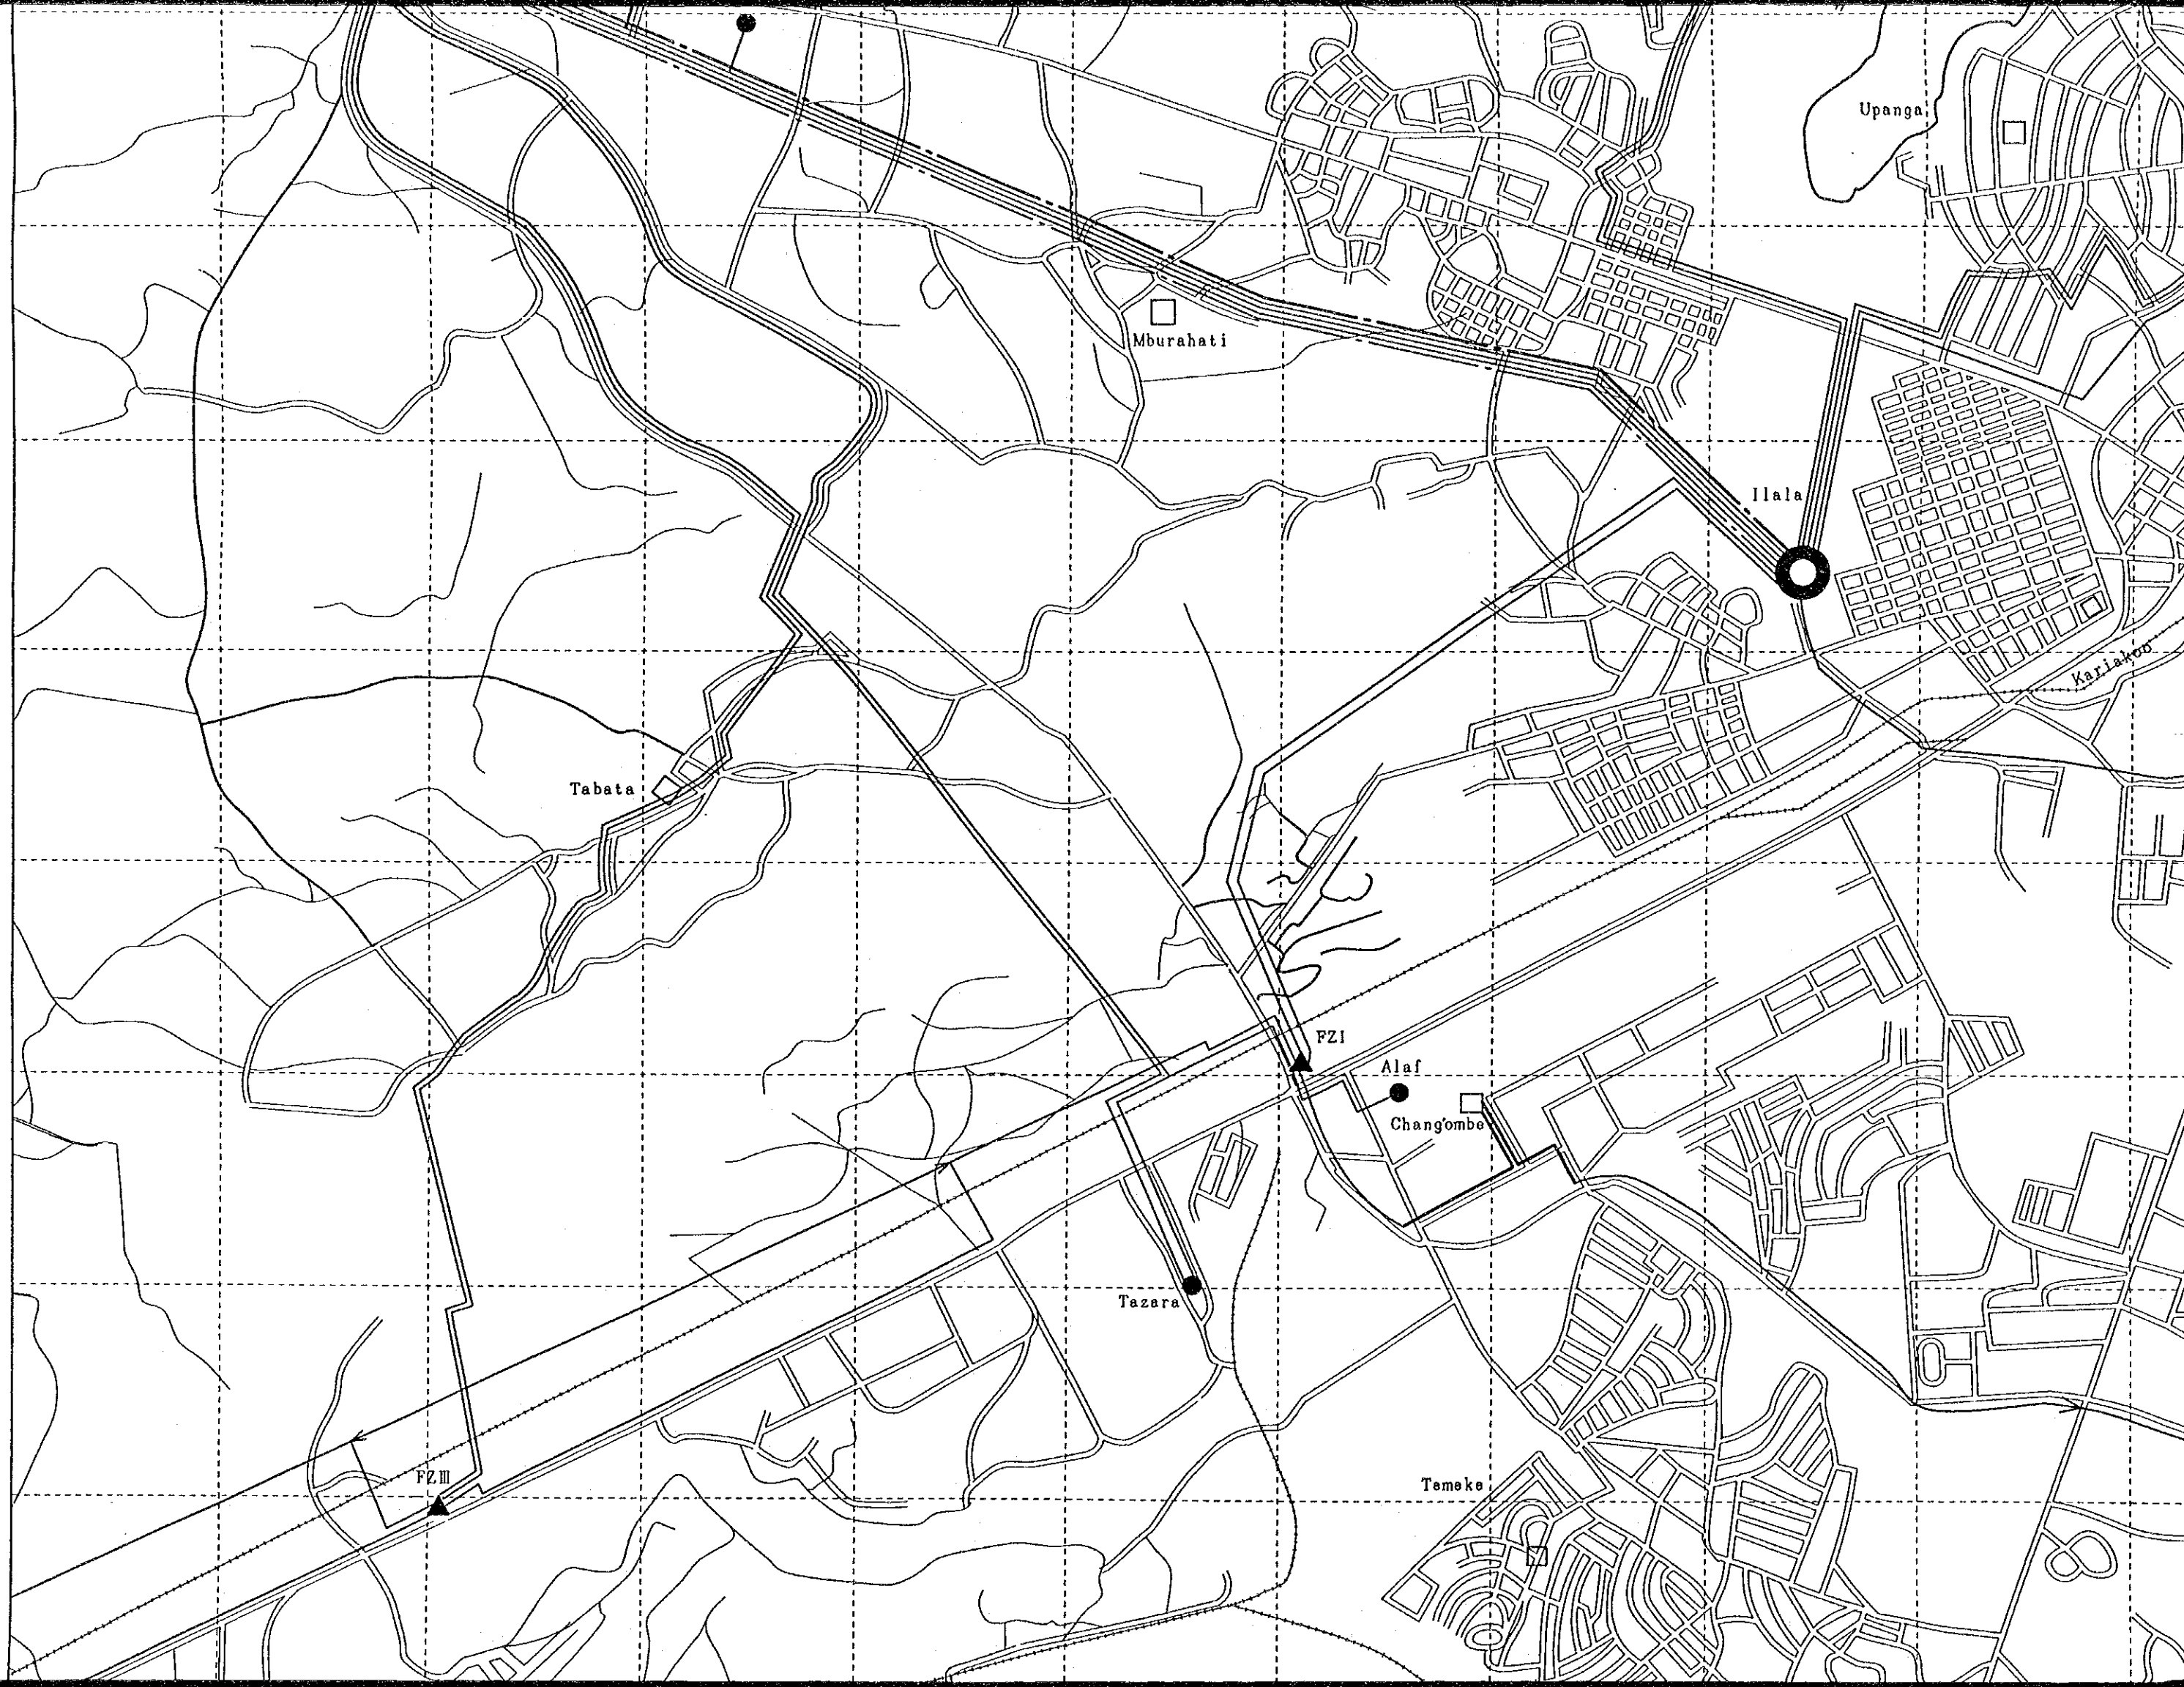 Upanga
Mburahati
Ilala
Kariakoo
Tabata
FZI
Alaf
Chang'ombe
Tazara
FZIII
Temeke